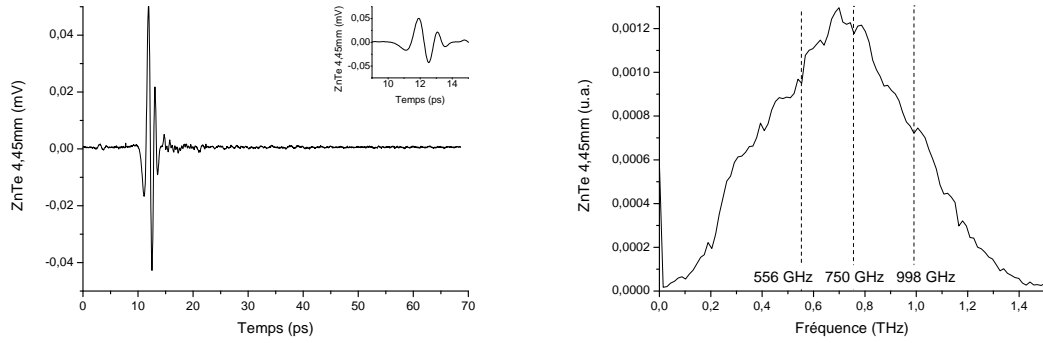 0,04
0,02
0,00
-0,02
-0,04
ZnTe 4,45mm (mV)
0 10 20 30 40 50 60 70
Temps (ps)
0,05
0,00
-0,05
ZnTe 4,45mm (mV)
10 12 14
Temps (ps)
0,0012
0,0010
0,0008
0,0006
0,0004
0,0002
0,0000
ZnTe 4,45mm (u.a.)
556 GHz 750 GHz 998 GHz
0,0 0,2 0,4 0,6 0,8 1,0 1,2 1,4
Fréquence (THz)